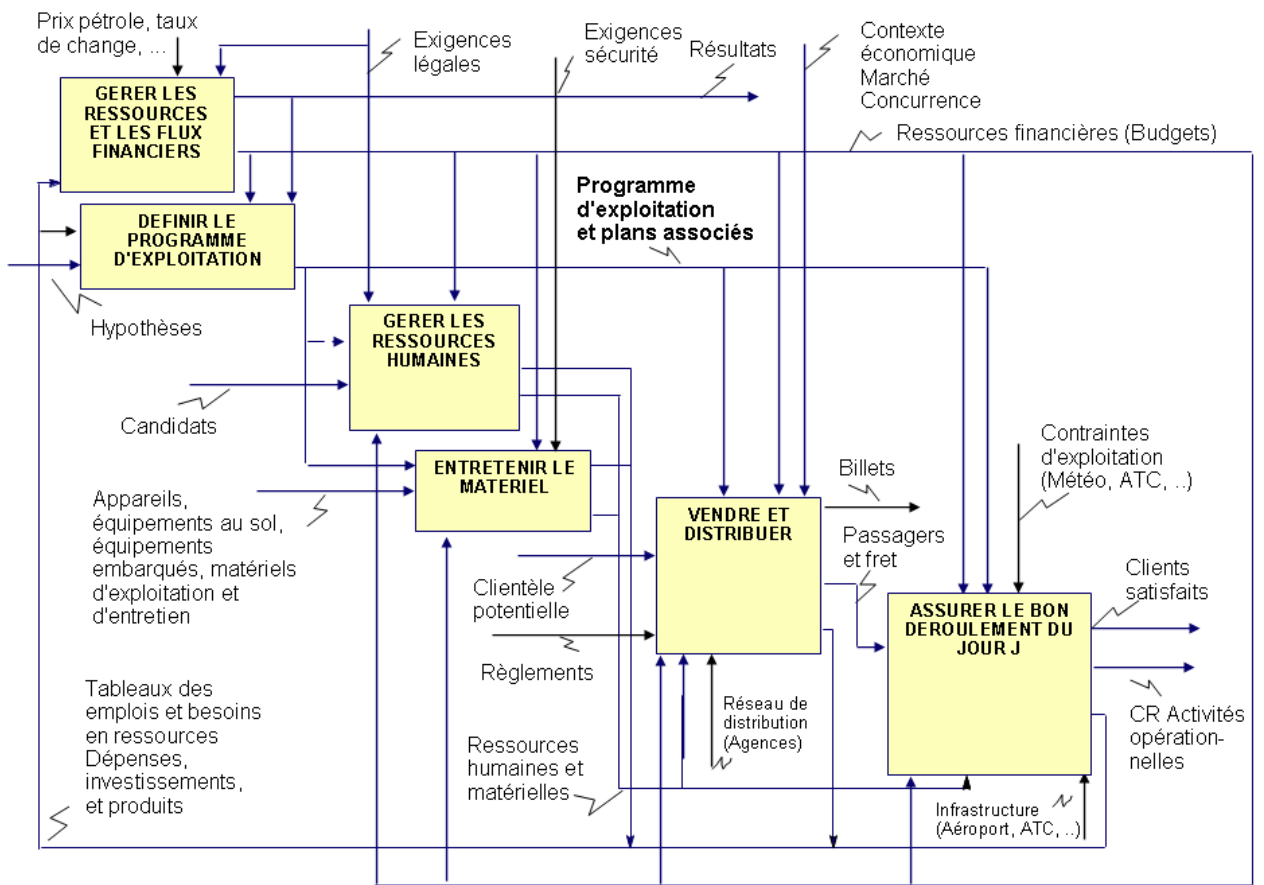 Prix pétrole, taux
de change, ...
Exigences
légales
Exigences
sécurité
Résultats
Contexte
économique
Marché
Concurrence
GERER LES
RESSOURCES
ET LES FLUX
FINANCIERS
Ressources financières (Budgets)
Programme
d'exploitation
et plans associés
DEFINIR LE
PROGRAMME
D'EXPLOITATION
Hypothèses
GERER LES
RESSOURCES
HUMAINES
Candidats
ENTRETENIR LE
MATERIEL
Appareils,
équipements au sol,
équipements
embarqués, matériels
d'exploitation et
d'entretien
Billets
Contraintes
d'exploitation
(Météo, ATC, ..)
VENDRE ET
DISTRIBUER
Passagers
et fret
Clientèle
potentielle
Clients
satisfaits
ASSURER LE BON
DEROULEMENT DU
JOUR J
Règlements
Tableaux des
emplois et besoins
en ressources
Dépenses,
investissements,
et produits
Réseau de
distribution
(Agences)
CR Activités
opération-
nelles
Ressources
humaines et
matérielles
Infrastructure
(Aéroport, ATC, ..)